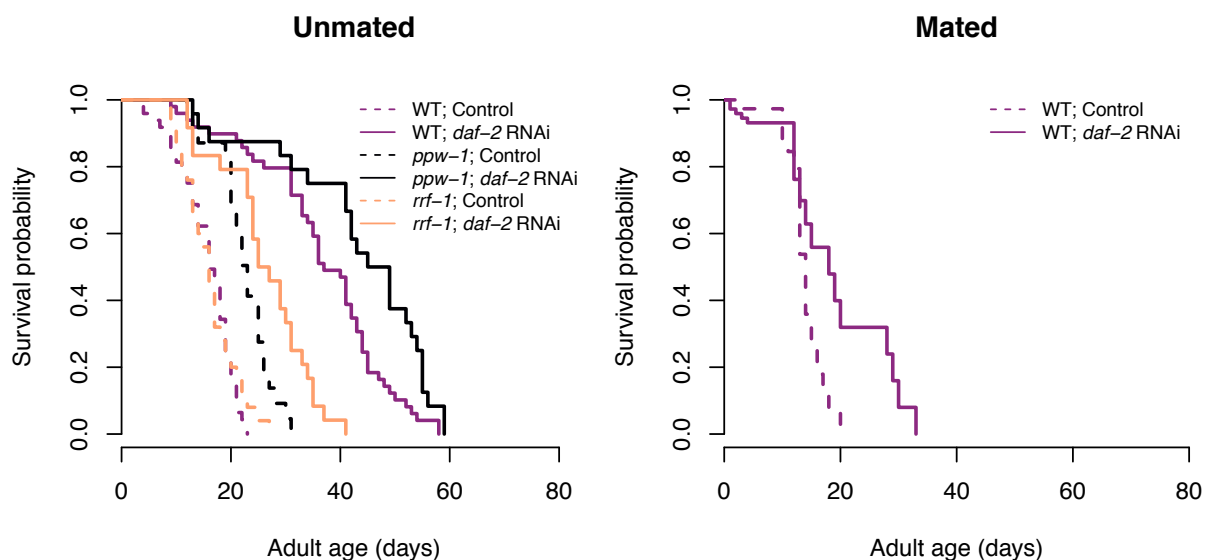 Unmated
Survival probability
1.0
0.8
0.6
0.4
0.2
0.0
WT; Control
WT; daf−2 RNAi
ppw−1; Control
ppw−1; daf−2 RNAi
rrf−1; Control
rrf−1; daf−2 RNAi
0 20 40 60 80
Adult age (days)
Mated
Survival probability
1.0
0.8
0.6
0.4
0.2
0.0
WT; Control
WT; daf−2 RNAi
0 20 40 60 80
Adult age (days)